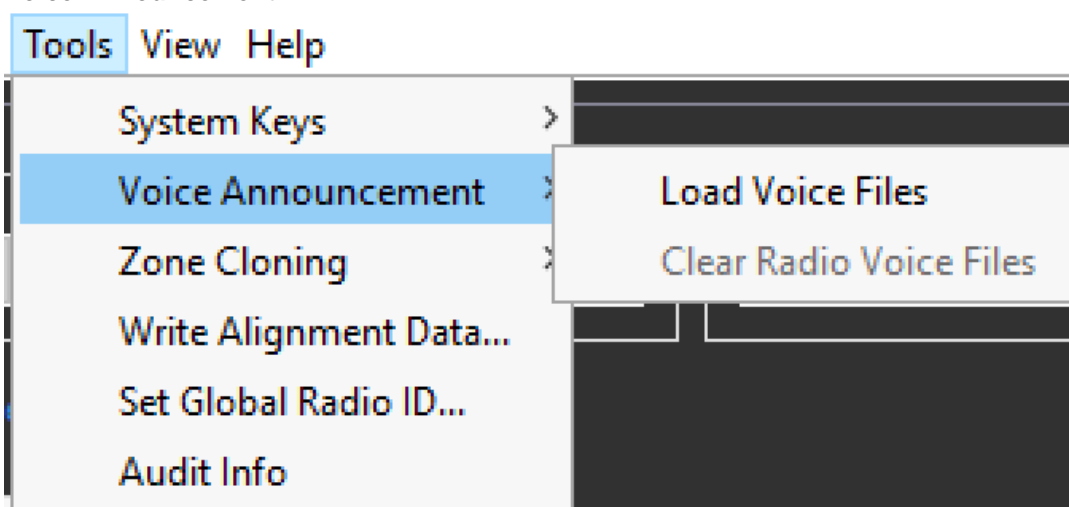 Tools View Help
System Keys
Voice Announcement
Load Voice Files
Zone Cloning
Clear Radio Voice Files
Write Alignment Data...
Set Global Radio ID...
Audit Info